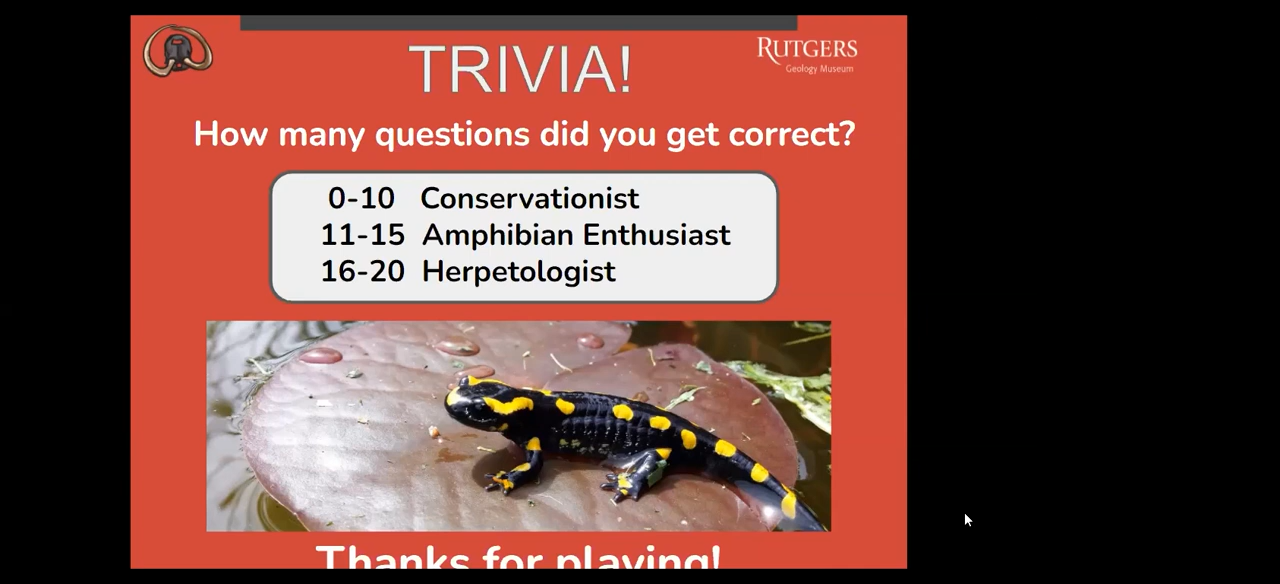 TRIVIA!
RUTGERS
Geology Museum
How many questions did you get correct?
0-10 Conservationist
11-15 Amphibian Enthusiast
16-20 Herpetologist
Thanks for playing!